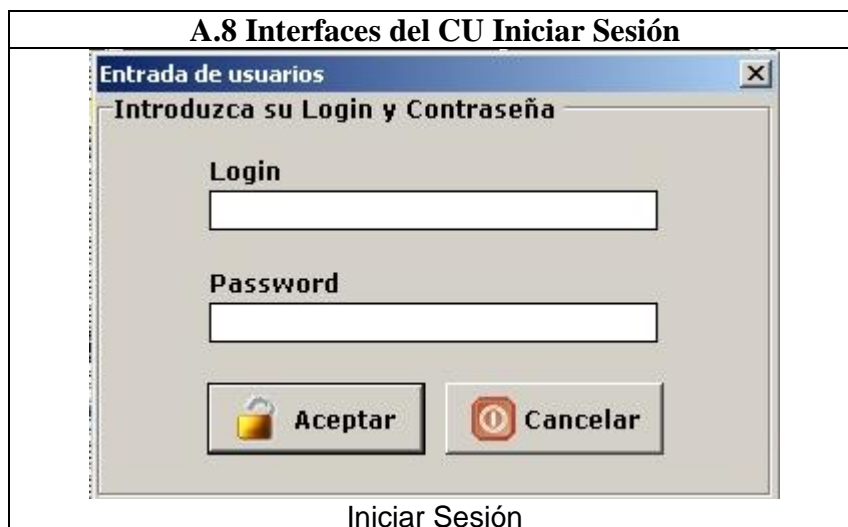 A.8 Interfaces del CU Iniciar Sesión
Entrada de usuarios
Introduzca su Login y Contraseña
Login
Password
Aceptar Cancelar
Iniciar Sesión